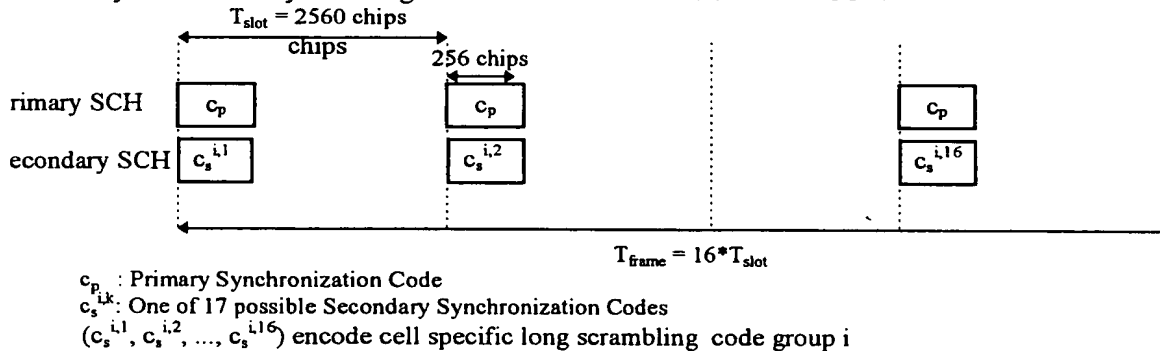 T_slot = 2560 chips
chips
256 chips
rimary SCH c_p c_p c_p
econdary SCH c_s^i,1 c_s^i,2 c_s^i,16
T_frame = 16*T_slot
c_p : Primary Synchronization Code
c_s^i,k: One of 17 possible Secondary Synchronization Codes
(c_s^i,1, c_s^i,2, ..., c_s^i,16) encode cell specific long scrambling code group i